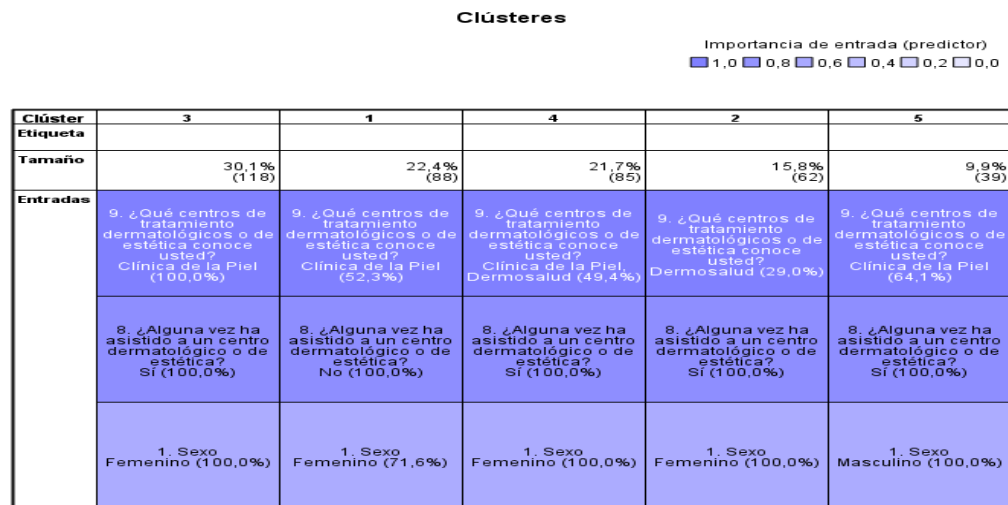 Clústeres
Importancia de entrada (predictor)
1,0 0,8 0,6 0,4 0,2 0,0
Clúster 3 1 4 2 5
Etiqueta
Tamaño
30,1%
(118)
22,4%
(88)
21,7%
(85)
15,8%
(62)
9,9%
(39)
Entradas
9. ¿Qué centros de
tratamiento
dermatológicos o de
estética conoce
usted?
Clínica de la Piel
(100,0%)
9. ¿Qué centros de
tratamiento
dermatológicos o de
estética conoce
usted?
Clínica de la Piel
(52,3%)
9. ¿Qué centros de
tratamiento
dermatológicos o de
estética conoce
usted?
Clínica de la Piel,
Dermosalud (49,4%)
9. ¿Qué centros de
tratamiento
dermatológicos o de
estética conoce
usted?
Dermosalud (29,0%)
9. ¿Qué centros de
tratamiento
dermatológicos o de
estética conoce
usted?
Clínica de la Piel
(64,1%)
8. ¿Alguna vez ha
asistido a un centro
dermatológico o de
estética?
Sí (100,0%)
8. ¿Alguna vez ha
asistido a un centro
dermatológico o de
estética?
No (100,0%)
8. ¿Alguna vez ha
asistido a un centro
dermatológico o de
estética?
Sí (100,0%)
8. ¿Alguna vez ha
asistido a un centro
dermatológico o de
estética?
Sí (100,0%)
8. ¿Alguna vez ha
asistido a un centro
dermatológico o de
estética?
Sí (100,0%)
1. Sexo
Femenino (100,0%)
1. Sexo
Femenino (71,6%)
1. Sexo
Femenino (100,0%)
1. Sexo
Femenino (100,0%)
1. Sexo
Masculino (100,0%)